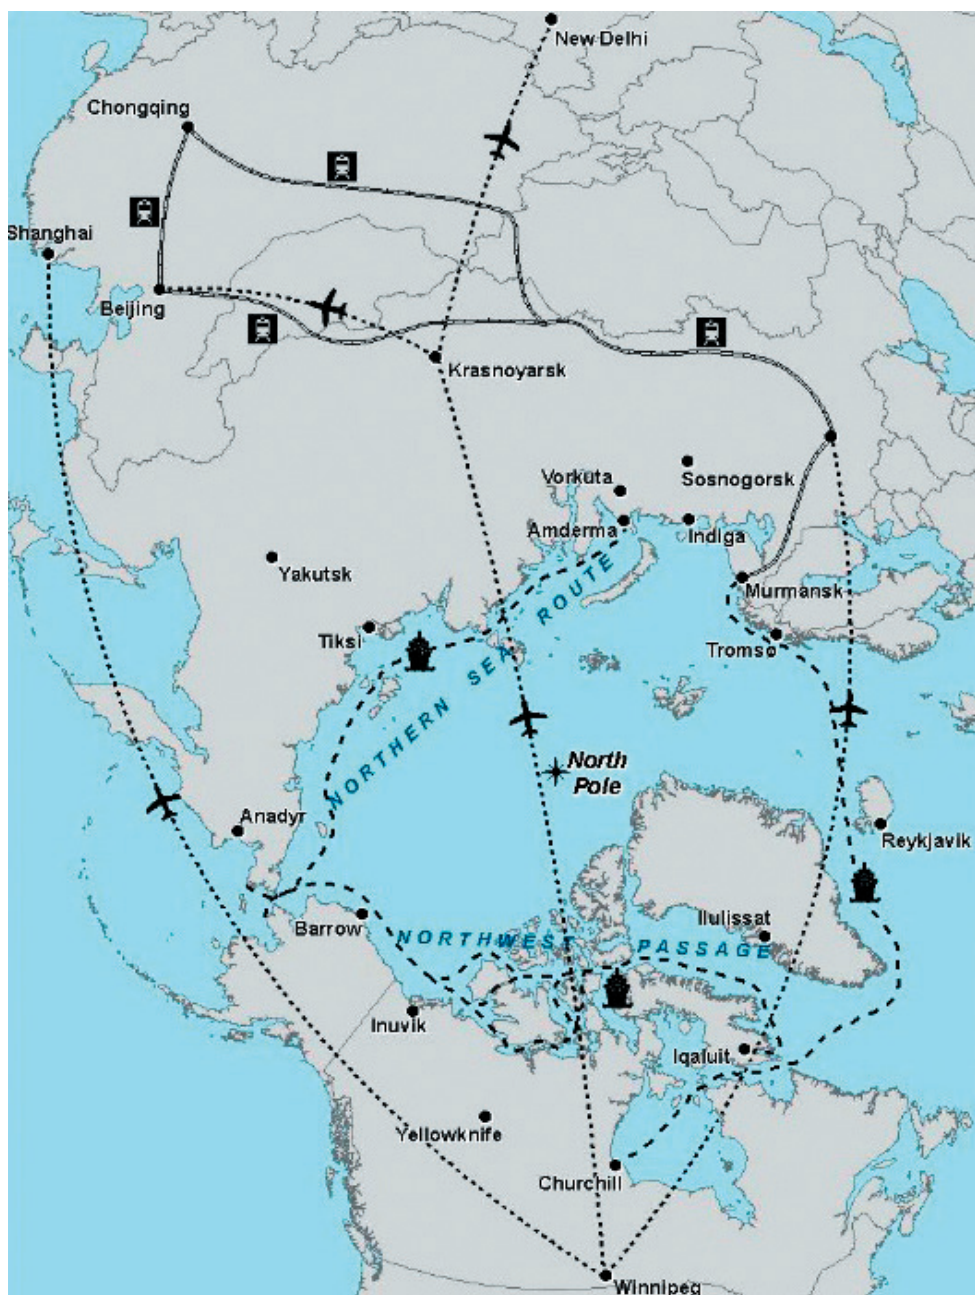 New Delhi
Chongqing
Shanghai
Beijing
Krasnoyarsk
Vorkuta
Sosnogorsk
Amderma
Indiga
Yakutsk
Murmansk
Tiksi
Tromsø
NORTHERN SEA ROUTE
North
Pole
Anadyr
Reykjavik
Ilulissat
Barrow
NORTHWEST PASSAGE
Inuvik
Iqaluit
Yellowknife
Churchill
Winnipeg